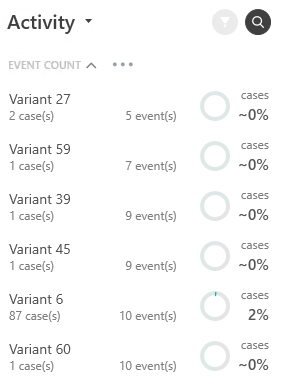 Activity
EVENT COUNT
Variant 27
cases
2 case(s) 5 event(s) ~0%
Variant 59
cases
1 case(s) 7 event(s) ~0%
Variant 39
cases
1 case(s) 9 event(s) ~0%
Variant 45
cases
1 case(s) 9 event(s) ~0%
Variant 6
cases
87 case(s) 10 event(s) 2%
Variant 60
cases
1 case(s) 10 event(s) ~0%